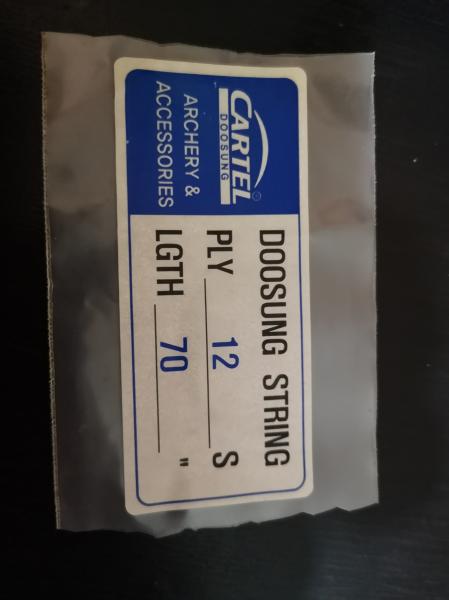 CARTEL
DOOSUNG
ARCHERY &
ACCESSORIES
DOOSUNG STRING
PLY 12 S
LGTH 70 "